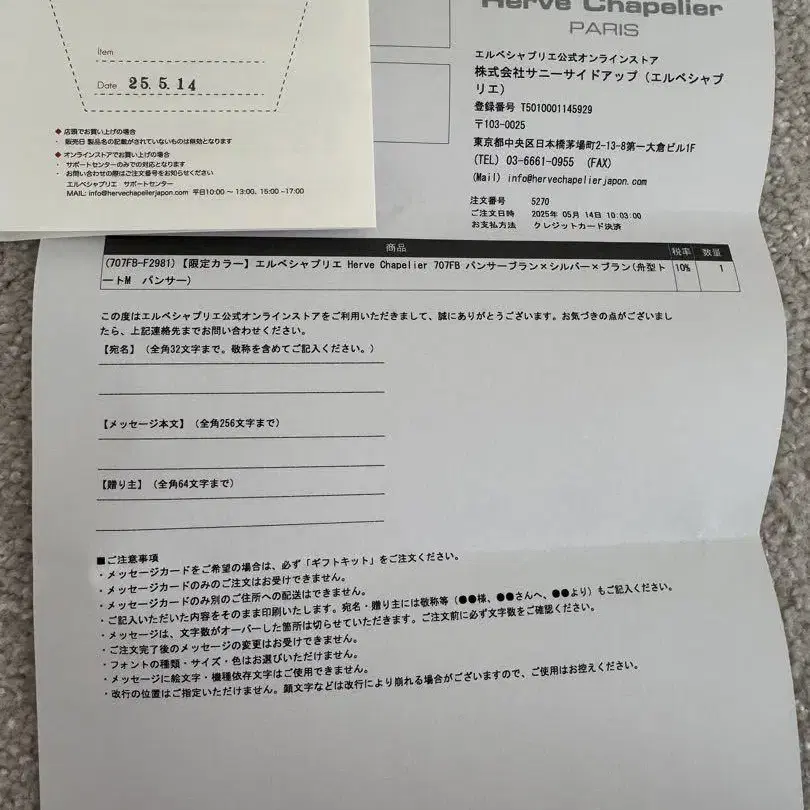 Item
Date 25.5.14
◆ 店頭でお買い上げの場合
・ 販売日 製品名の記載がされていないものは無効となります
◆ オンラインストアでお買い上げの場合
・ サポートセンターのみでの対応となります
・ お問い合わせの際はご注文番号をお知らせください
エルベシャプリエ サポートセンター
MAIL: info@hervechapelierjapon.com 平日10:00 〜 13:00, 15:00 -17:00
Herve Chapelier
PARIS
エルベシャプリエ公式オンラインストア
株式会社サニーサイドアップ（エルベシャプ
リエ）
登録番号 T5010001145929
〒103-0025
東京都中央区日本橋茅場町2-13-8第一大倉ビル1F
(TEL) 03-6661-0955 (FAX)
(Mail) info@hervechapelierjapon.com
注文番号 5270
ご注文日時 2025年 05月 14日 10:03:00
お支払方法 クレジットカード決済
商品 税率 数量
(707FB-F2981)【限定カラー】エルベシャプリエ Herve Chapelier 707FB パンサーブラン×シルバー×ブラン(舟型ト 10% 1
ートM パンサー)
この度はエルベシャプリエ公式オンラインストアをご利用いただきまして、誠にありがとうございます。お気づきの点がございまし
たら、上記連絡先までお問い合わせください。
【宛名】（全角32文字まで。敬称を含めてご記入ください。）
【メッセージ本文】（全角256文字まで）
【贈り主】（全角64文字まで）
■ご注意事項
・メッセージカードをご希望の場合は、必ず「ギフトキット」をご注文ください。
・メッセージカードのみのご注文はお受けできません。
・メッセージカードのみ別のご住所への配送はできません。
・ご記入いただいた内容をそのまま印刷いたします。宛名・贈り主には敬称等（●●様、●●さんへ、●●より）もご記入ください。
・メッセージは、文字数がオーバーした箇所は切らせていただきます。ご注文前に必ず文字数をご確認ください。
・ご注文完了後のメッセージの変更はお受けできません。
・フォントの種類・サイズ・色はお選びいただけません。
・メッセージに絵文字・機種依存文字はご使用できません。
・改行の位置はご指定いただけません。顔文字などは改行により崩れる場合がございますので、ご使用はお控えください。